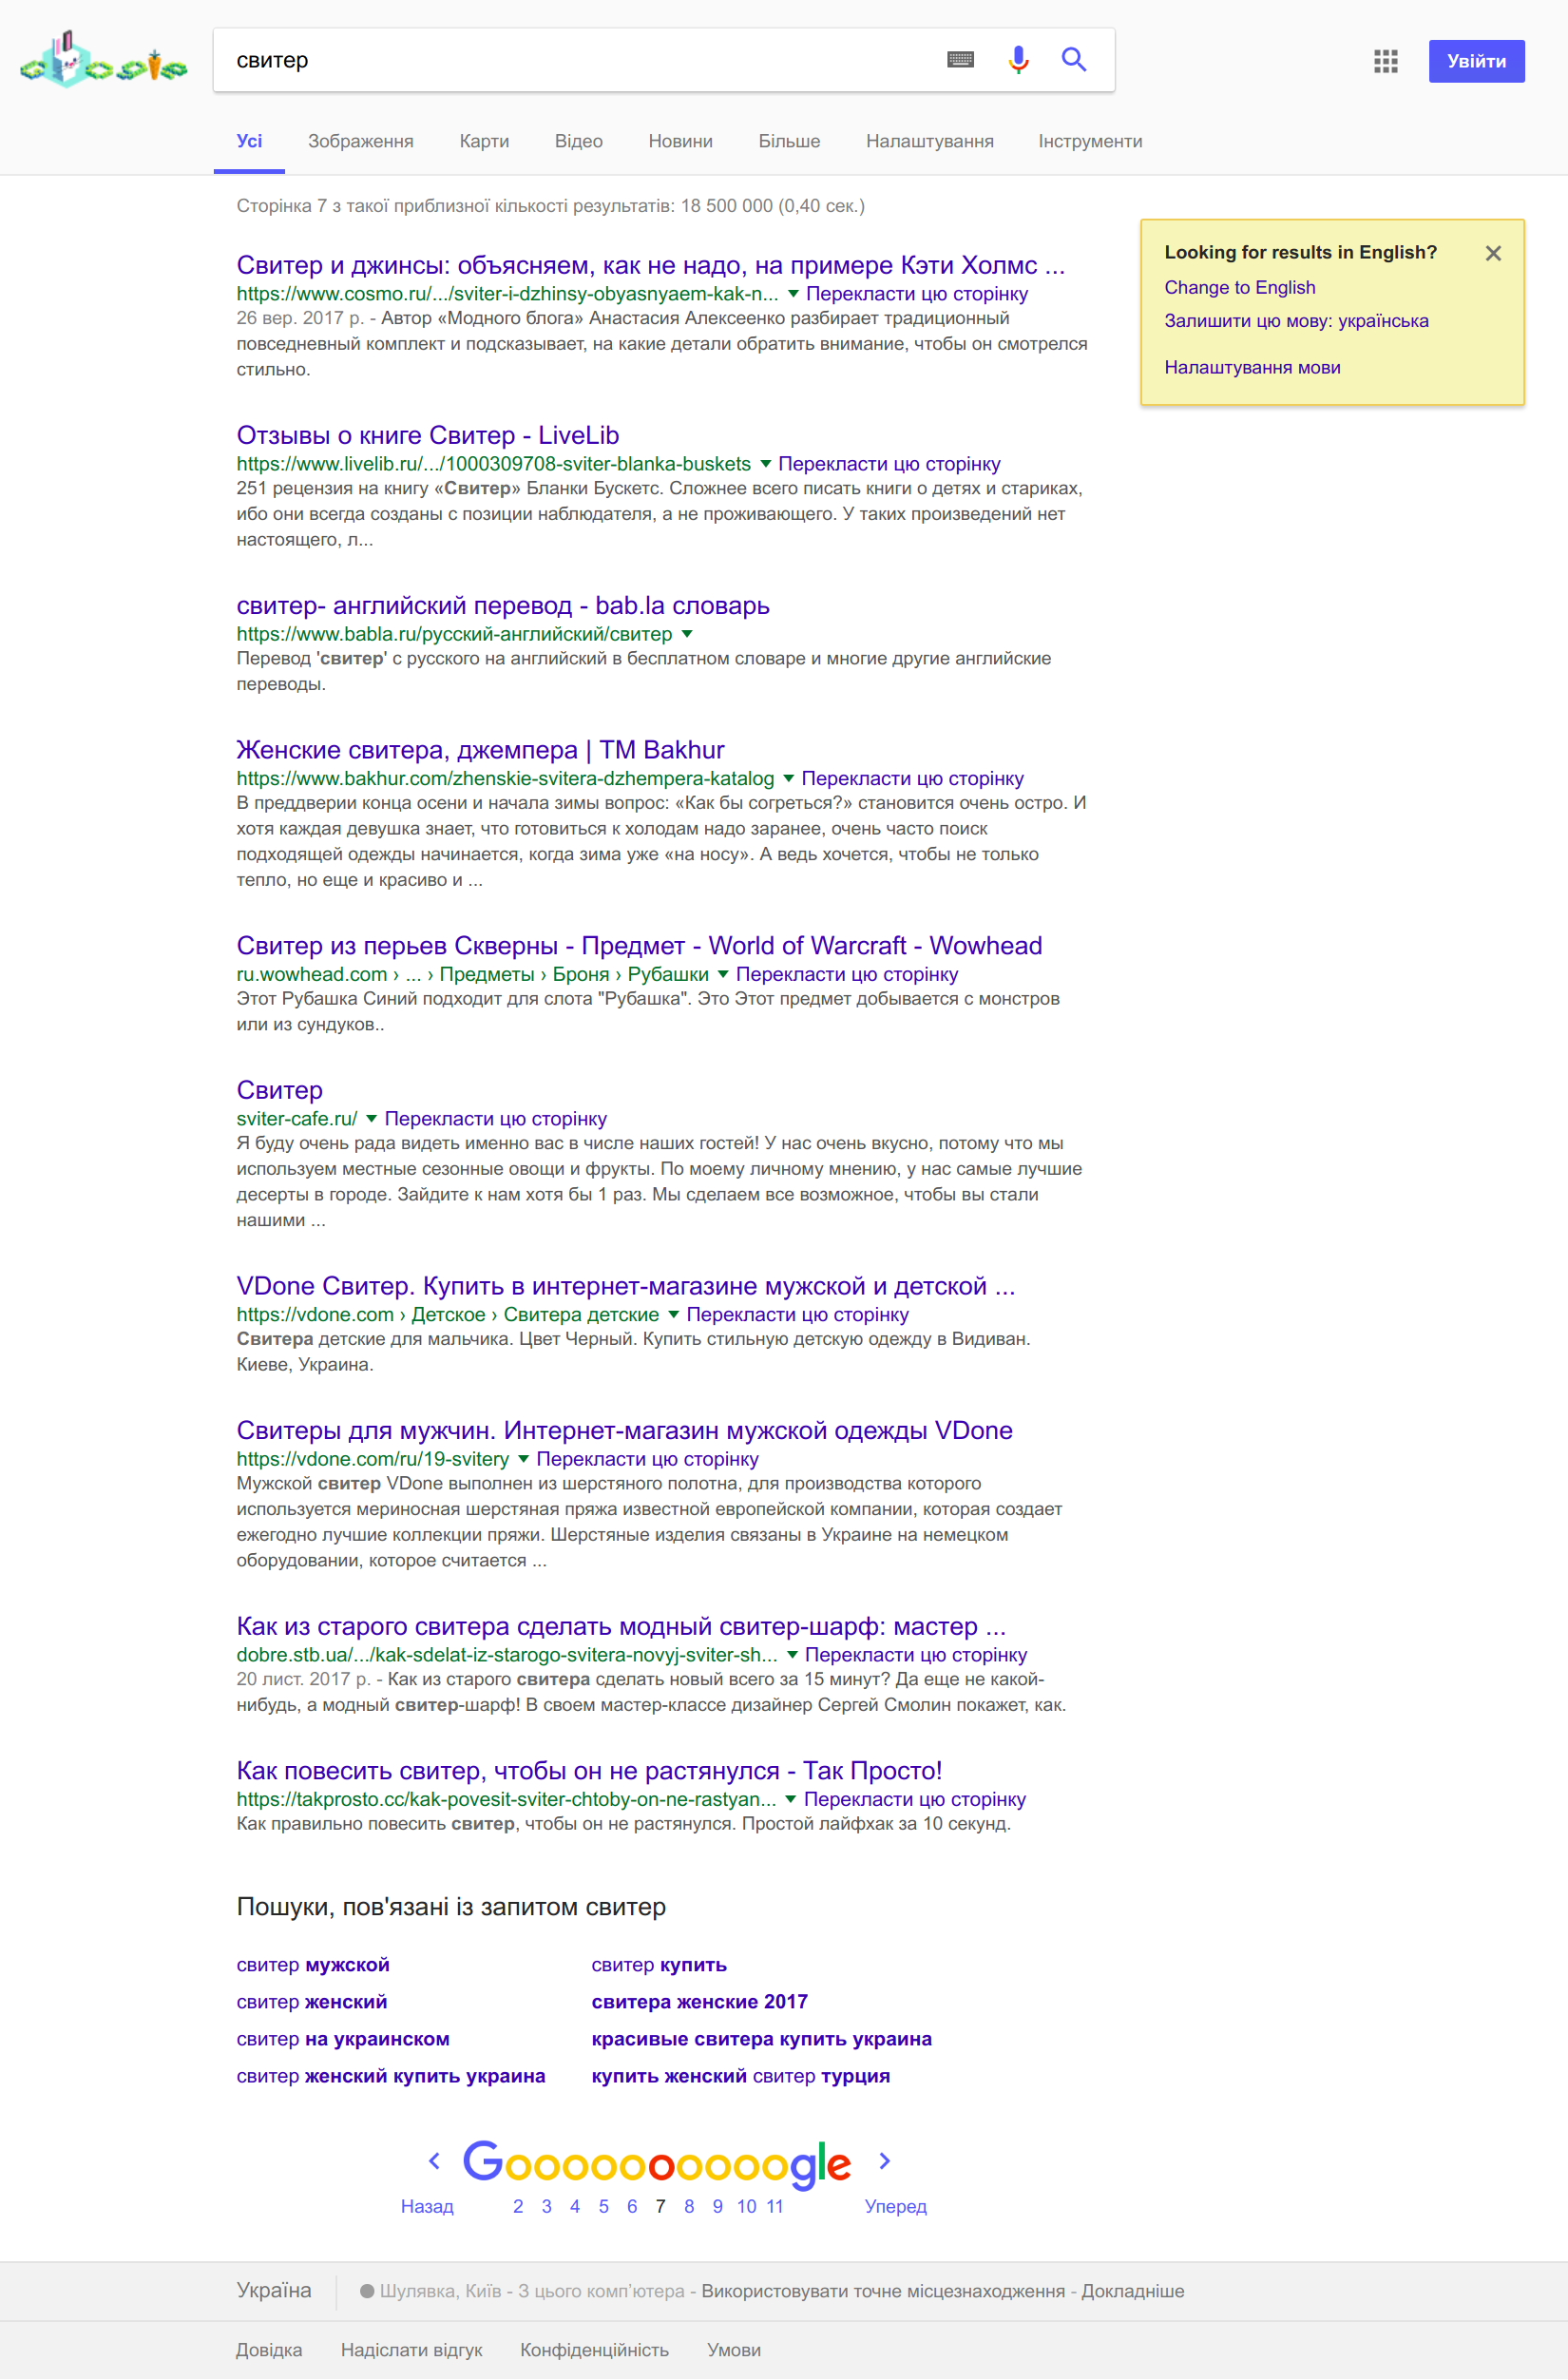 свитер
Увійти
Усі Зображення Карти Відео Новини Більше Налаштування Інструменти
Сторінка 7 з такої приблизної кількості результатів: 18 500 000 (0,40 сек.)
Looking for results in English?
Change to English
Залишити цю мову: українська
Налаштування мови
Свитер и джинсы: объясняем, как не надо, на примере Кэти Холмс ...
https://www.cosmo.ru/.../sviter-i-dzhinsy-obyasnyaem-kak-n... Перекласти цю сторінку
26 вер. 2017 р. - Автор «Модного блога» Анастасия Алексеенко разбирает традиционный
повседневный комплект и подсказывает, на какие детали обратить внимание, чтобы он смотрелся
стильно.
Отзывы о книге Свитер - LiveLib
https://www.livelib.ru/.../1000309708-sviter-blanka-buskets Перекласти цю сторінку
251 рецензия на книгу «Свитер» Бланки Бускетс. Сложнее всего писать книги о детях и стариках,
ибо они всегда созданы с позиции наблюдателя, а не проживающего. У таких произведений нет
настоящего, л...
свитер- английский перевод - bab.la словарь
https://www.babla.ru/русский-английский/свитер
Перевод 'свитер' с русского на английский в бесплатном словаре и многие другие английские
переводы.
Женские свитера, джемпера | ТМ Bakhur
https://www.bakhur.com/zhenskie-svitera-dzhempera-katalog Перекласти цю сторінку
В преддверии конца осени и начала зимы вопрос: «Как бы согреться?» становится очень остро. И
хотя каждая девушка знает, что готовиться к холодам надо заранее, очень часто поиск
подходящей одежды начинается, когда зима уже «на носу». А ведь хочется, чтобы не только
тепло, но еще и красиво и ...
Свитер из перьев Скверны - Предмет - World of Warcraft - Wowhead
ru.wowhead.com › ... › Предметы › Броня › Рубашки Перекласти цю сторінку
Этот Рубашка Синий подходит для слота "Рубашка". Это Этот предмет добывается с монстров
или из сундуков..
Свитер
sviter-cafe.ru/ Перекласти цю сторінку
Я буду очень рада видеть именно вас в числе наших гостей! У нас очень вкусно, потому что мы
используем местные сезонные овощи и фрукты. По моему личному мнению, у нас самые лучшие
десерты в городе. Зайдите к нам хотя бы 1 раз. Мы сделаем все возможное, чтобы вы стали
нашими ...
VDone Свитер. Купить в интернет-магазине мужской и детской ...
https://vdone.com › Детское › Свитера детские Перекласти цю сторінку
Свитера детские для мальчика. Цвет Черный. Купить стильную детскую одежду в Видиван.
Киеве, Украина.
Свитеры для мужчин. Интернет-магазин мужской одежды VDone
https://vdone.com/ru/19-svitery Перекласти цю сторінку
Мужской свитер VDone выполнен из шерстяного полотна, для производства которого
используется мериносная шерстяная пряжа известной европейской компании, которая создает
ежегодно лучшие коллекции пряжи. Шерстяные изделия связаны в Украине на немецком
оборудовании, которое считается ...
Как из старого свитера сделать модный свитер-шарф: мастер ...
dobre.stb.ua/.../kak-sdelat-iz-starogo-svitera-novyj-sviter-sh... Перекласти цю сторінку
20 лист. 2017 р. - Как из старого свитера сделать новый всего за 15 минут? Да еще не какой-
нибудь, а модный свитер-шарф! В своем мастер-классе дизайнер Сергей Смолин покажет, как.
Как повесить свитер, чтобы он не растянулся - Так Просто!
https://takprosto.cc/kak-povesit-sviter-chtoby-on-ne-rastyan... Перекласти цю сторінку
Как правильно повесить свитер, чтобы он не растянулся. Простой лайфхак за 10 секунд.
Пошуки, пов'язані із запитом свитер
свитер мужской свитер купить
свитер женский свитера женские 2017
свитер на украинском красивые свитера купить украина
свитер женский купить украина купить женский свитер турция
Goooooooooogle
Назад 2 3 4 5 6 7 8 9 10 11 Уперед
Україна Шулявка, Київ - З цього комп’ютера - Використовувати точне місцезнаходження - Докладніше
Довідка Надіслати відгук Конфіденційність Умови